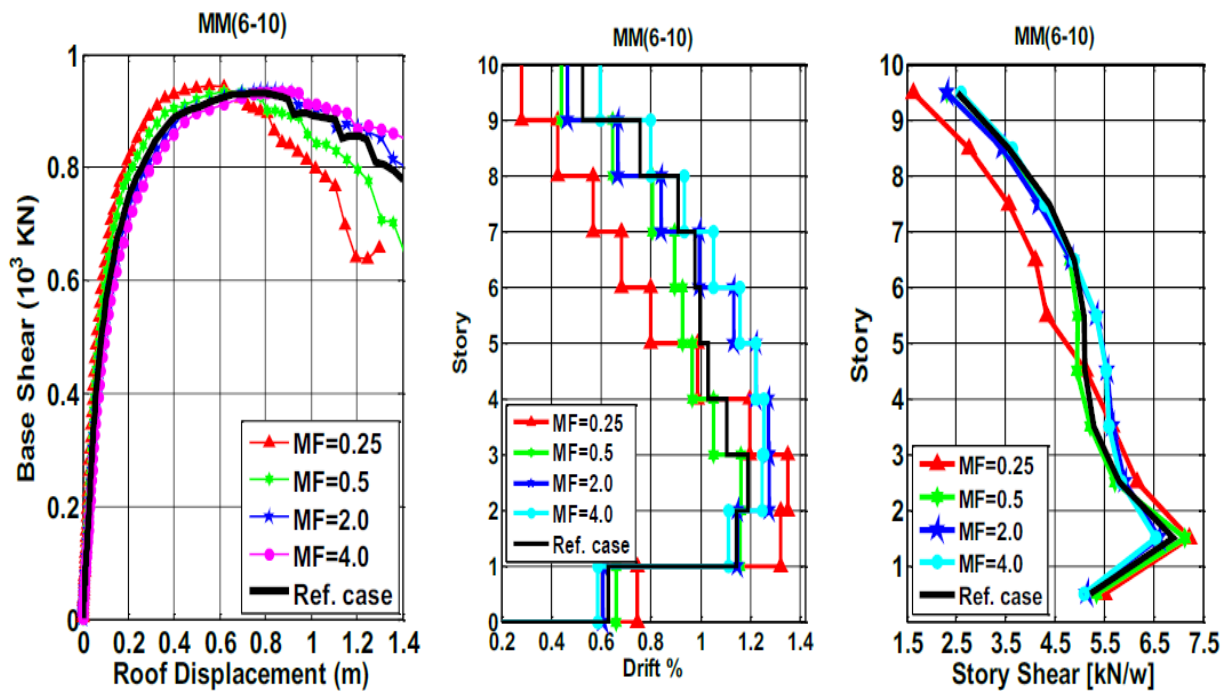 MM(6-10)
1
0.8
0.6
0.4
0.2
0
Base Shear (10³ KN)
MF=0.25
MF=0.5
MF=2.0
MF=4.0
Ref. case
0 0.2 0.4 0.6 0.8 1 1.2 1.4
Roof Displacement (m)
MM(6-10)
10
9
8
7
6
5
4
3
2
1
0
Story
MF=0.25
MF=0.5
MF=2.0
MF=4.0
Ref. case
0.2 0.4 0.6 0.8 1 1.2 1.4
Drift %
MM(6-10)
10
9
8
7
6
5
4
3
2
1
0
Story
MF=0.25
MF=0.5
MF=2.0
MF=4.0
Ref. case
1.5 2.5 3.5 4.5 5.5 6.5 7.5
Story Shear [kN/w]